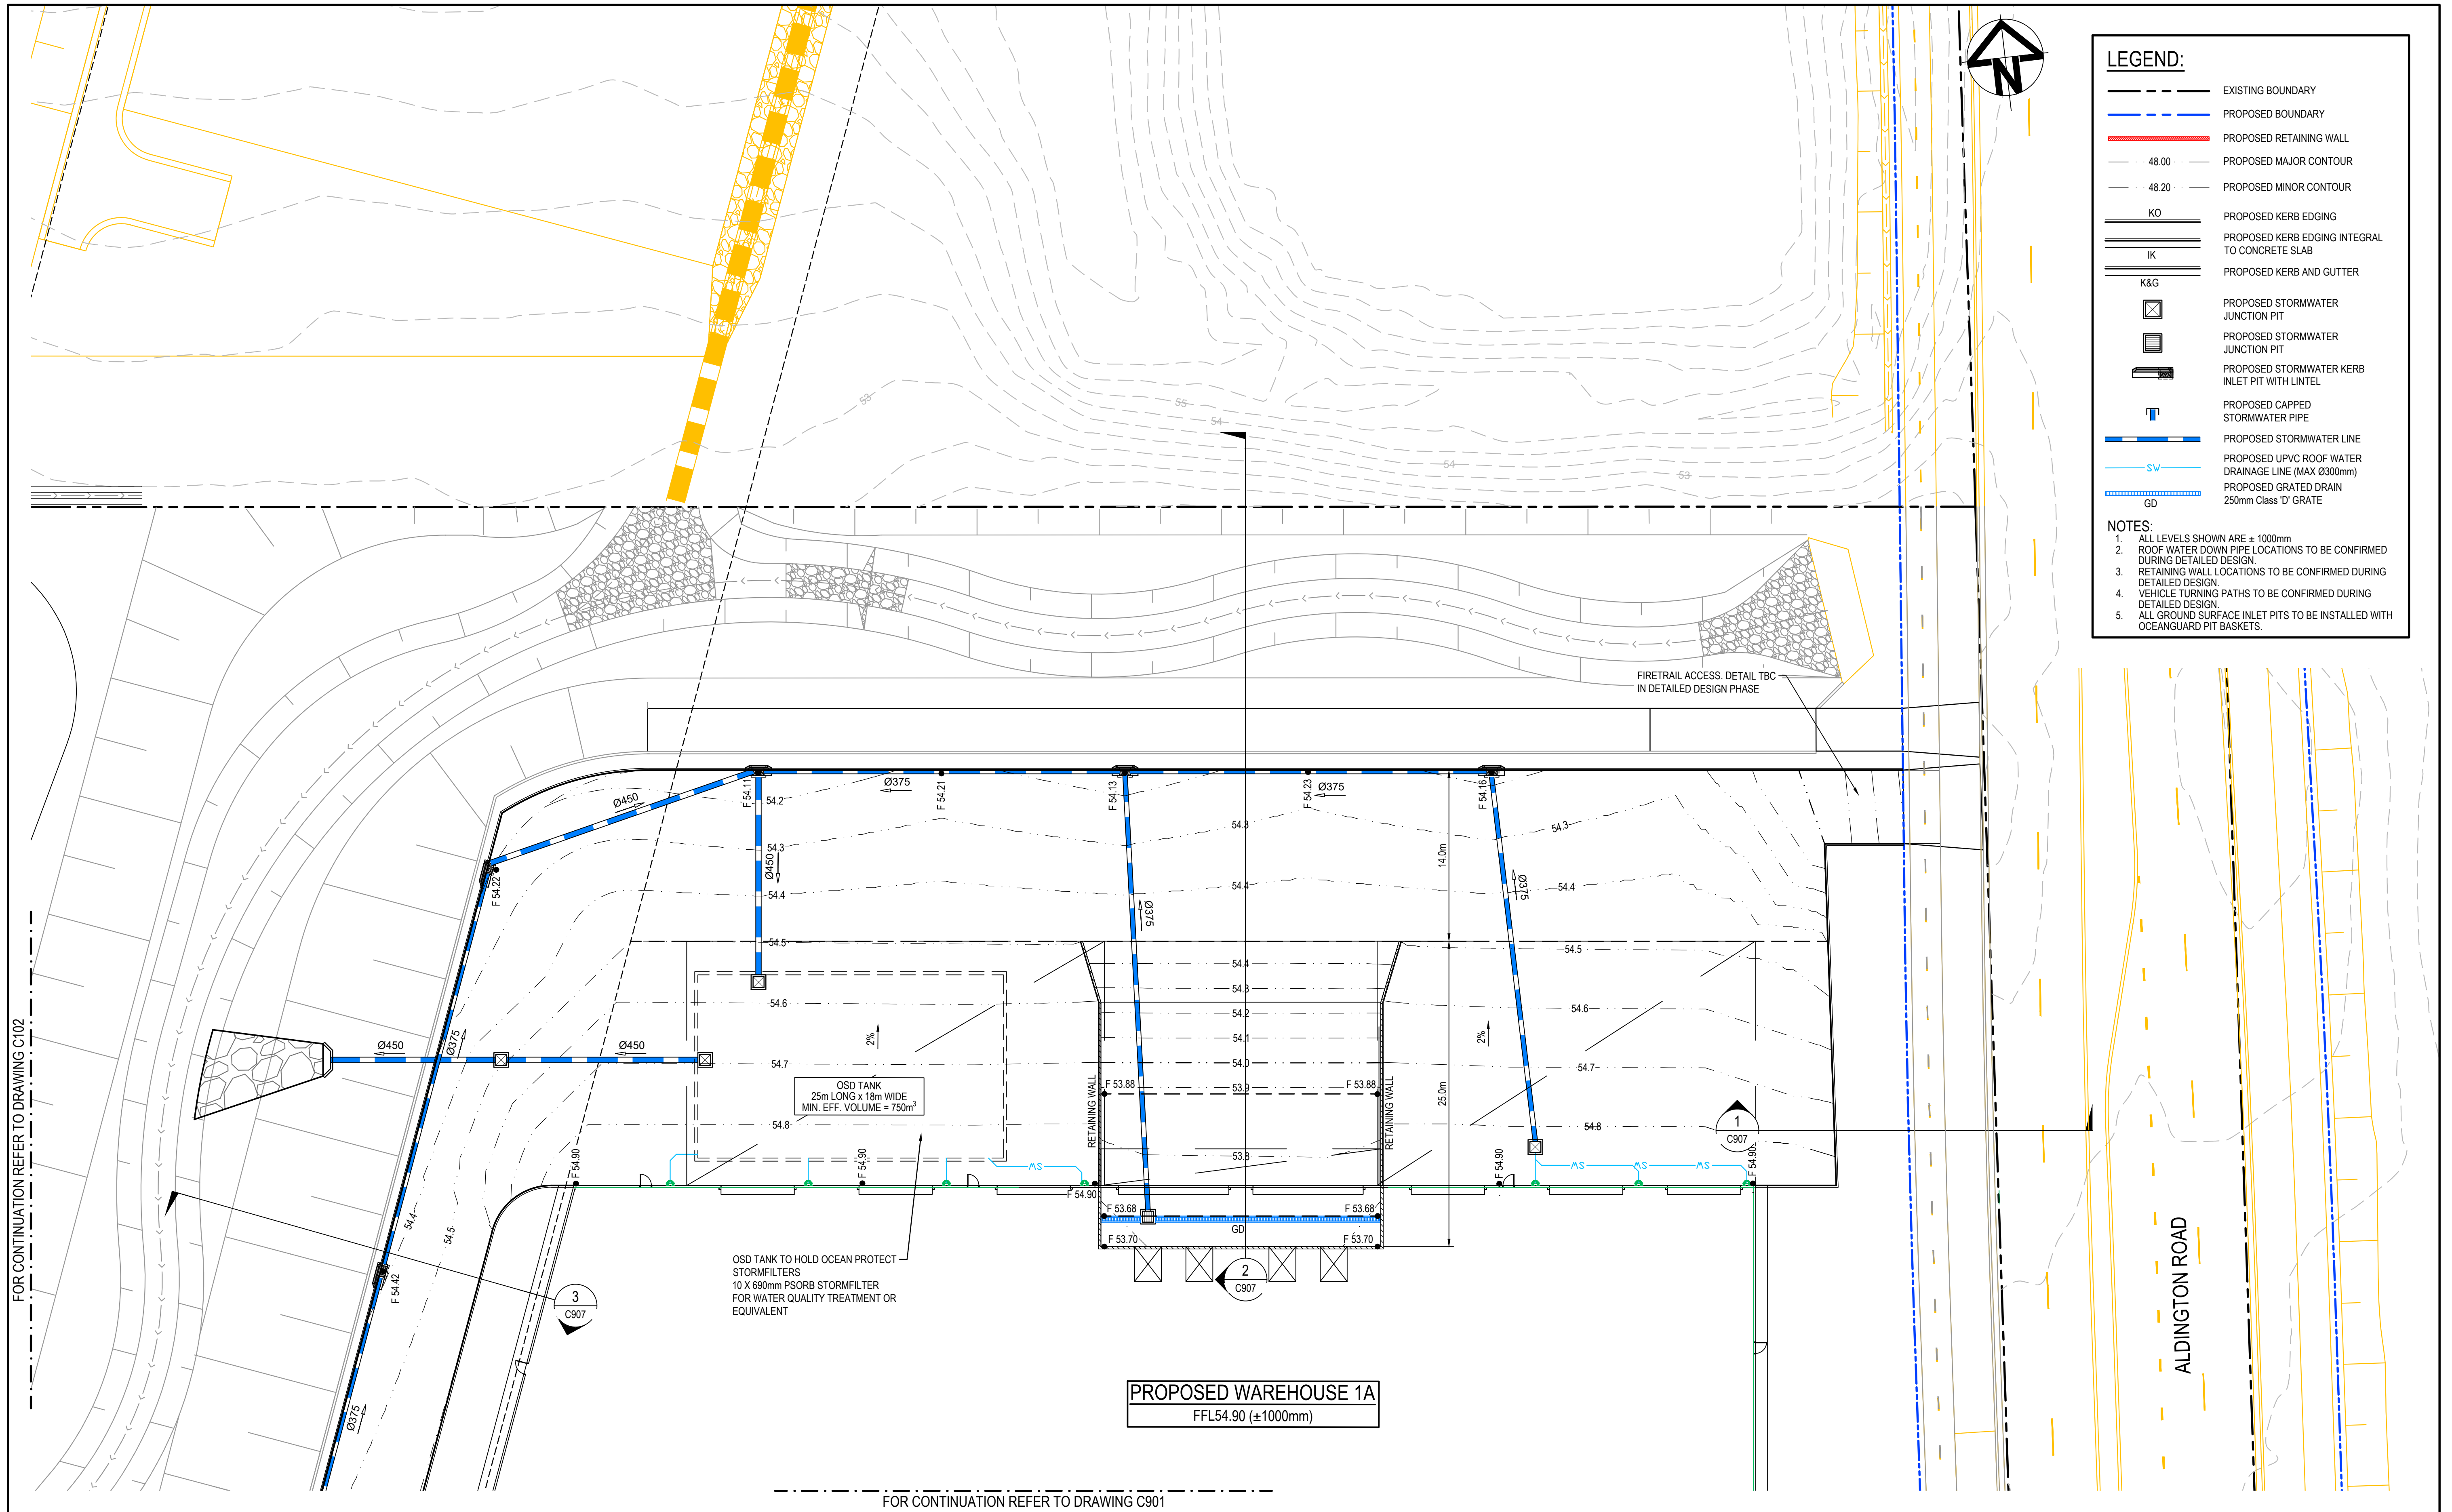 N
LEGEND:
EXISTING BOUNDARY
PROPOSED BOUNDARY
PROPOSED RETAINING WALL
48.00
PROPOSED MAJOR CONTOUR
48.20
PROPOSED MINOR CONTOUR
KO
PROPOSED KERB EDGING
PROPOSED KERB EDGING INTEGRAL
TO CONCRETE SLAB
IK
PROPOSED KERB AND GUTTER
K&G
PROPOSED STORMWATER
JUNCTION PIT
PROPOSED STORMWATER
JUNCTION PIT
PROPOSED STORMWATER KERB
INLET PIT WITH LINTEL
PROPOSED CAPPED
STORMWATER PIPE
PROPOSED STORMWATER LINE
SW
PROPOSED UPVC ROOF WATER
DRAINAGE LINE (MAX Ø300mm)
PROPOSED GRATED DRAIN
250mm Class 'D' GRATE
GD
NOTES:
1. ALL LEVELS SHOWN ARE ± 1000mm
2. ROOF WATER DOWN PIPE LOCATIONS TO BE CONFIRMED
DURING DETAILED DESIGN.
3. RETAINING WALL LOCATIONS TO BE CONFIRMED DURING
DETAILED DESIGN.
4. VEHICLE TURNING PATHS TO BE CONFIRMED DURING
DETAILED DESIGN.
5. ALL GROUND SURFACE INLET PITS TO BE INSTALLED WITH
OCEANGUARD PIT BASKETS.
53
55
54
54
53
FIRETRAIL ACCESS. DETAIL TBC
IN DETAILED DESIGN PHASE
F 54.11
Ø375
F 54.21
F 54.13
F 54.23
Ø375
F 54.16
Ø450
54.2
54.3
54.3
54.3
14.0m
Ø450
F 54.22
54.4
54.4
54.4
Ø375
Ø375
54.5
54.5
54.4
54.3
54.6
54.6
54.2
2%
2%
54.1
Ø375
Ø450
Ø450
54.7
54.0
54.7
OSD TANK
25m LONG x 18m WIDE
MIN. EFF. VOLUME = 750m³
F 53.88
53.9
F 53.88
25.0m
RETAINING WALL
RETAINING WALL
54.8
54.8
1
C907
53.8
F 54.90
F 54.90
SW
F 54.90
F 54.90
SW
SW
SW
F 54.90
F 53.68
F 53.68
GD
F 53.70
F 53.70
54.4
54.5
F 54.42
Ø375
OSD TANK TO HOLD OCEAN PROTECT
STORMFILTERS
10 X 690mm PSORB STORMFILTER
FOR WATER QUALITY TREATMENT OR
EQUIVALENT
2
C907
3
C907
PROPOSED WAREHOUSE 1A
FFL54.90 (±1000mm)
ALDINGTON ROAD
FOR CONTINUATION REFER TO DRAWING C102
FOR CONTINUATION REFER TO DRAWING C901